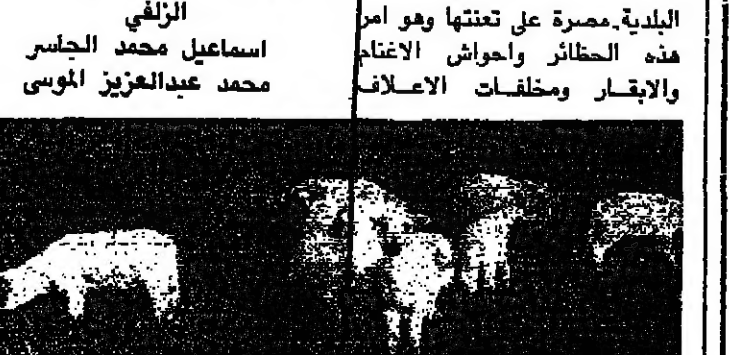 البلدية مصرة على تعنتها وهو امر
هذه الحظائر واحواش الاغنام
والابقار ومخلفات الاعلاف
الزلفي
اسماعيل محمد الجاسر
محمد عبدالعزيز الموسى